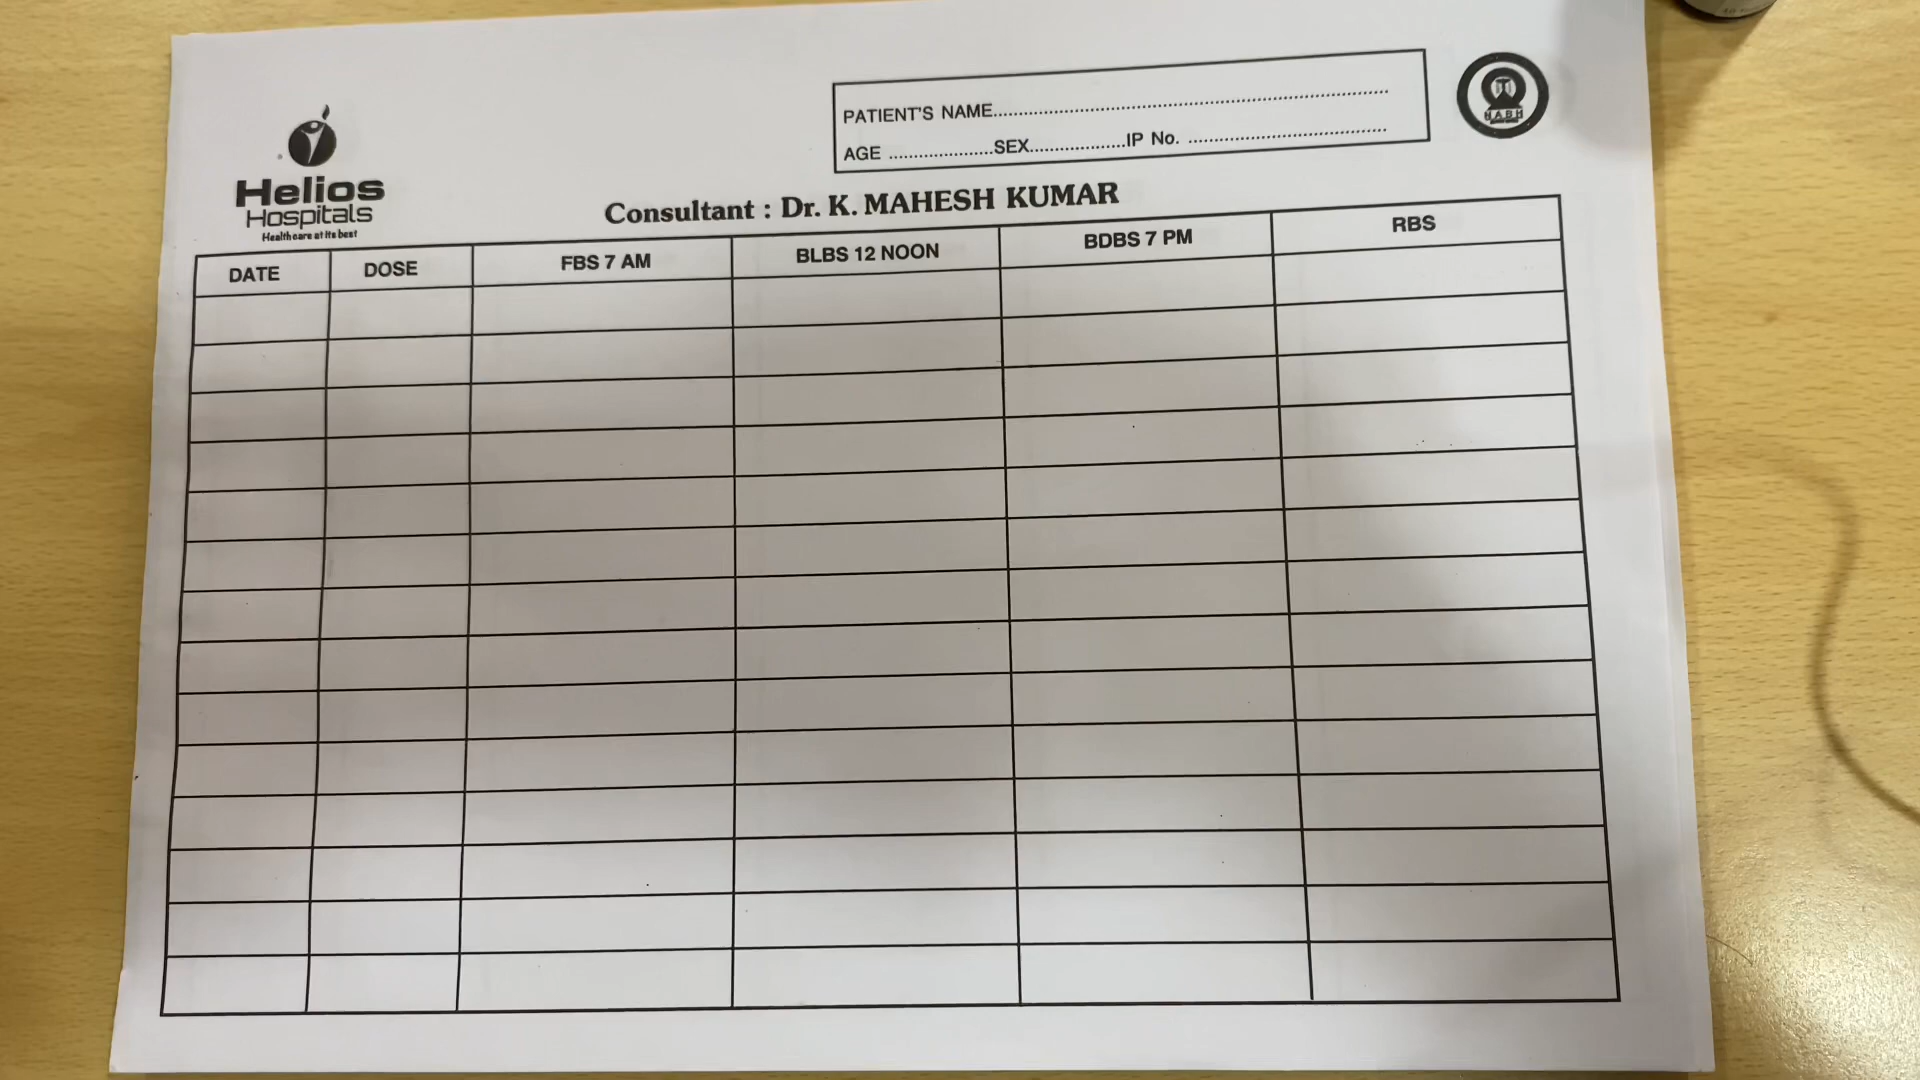 PATIENT'S NAME..........................................................................
AGE .....................SEX....................IP No. ........................................
NABH
Helios
Hospitals
Healthcare at its best
Consultant : Dr. K. MAHESH KUMAR
DATE DOSE FBS 7 AM BLBS 12 NOON BDBS 7 PM RBS